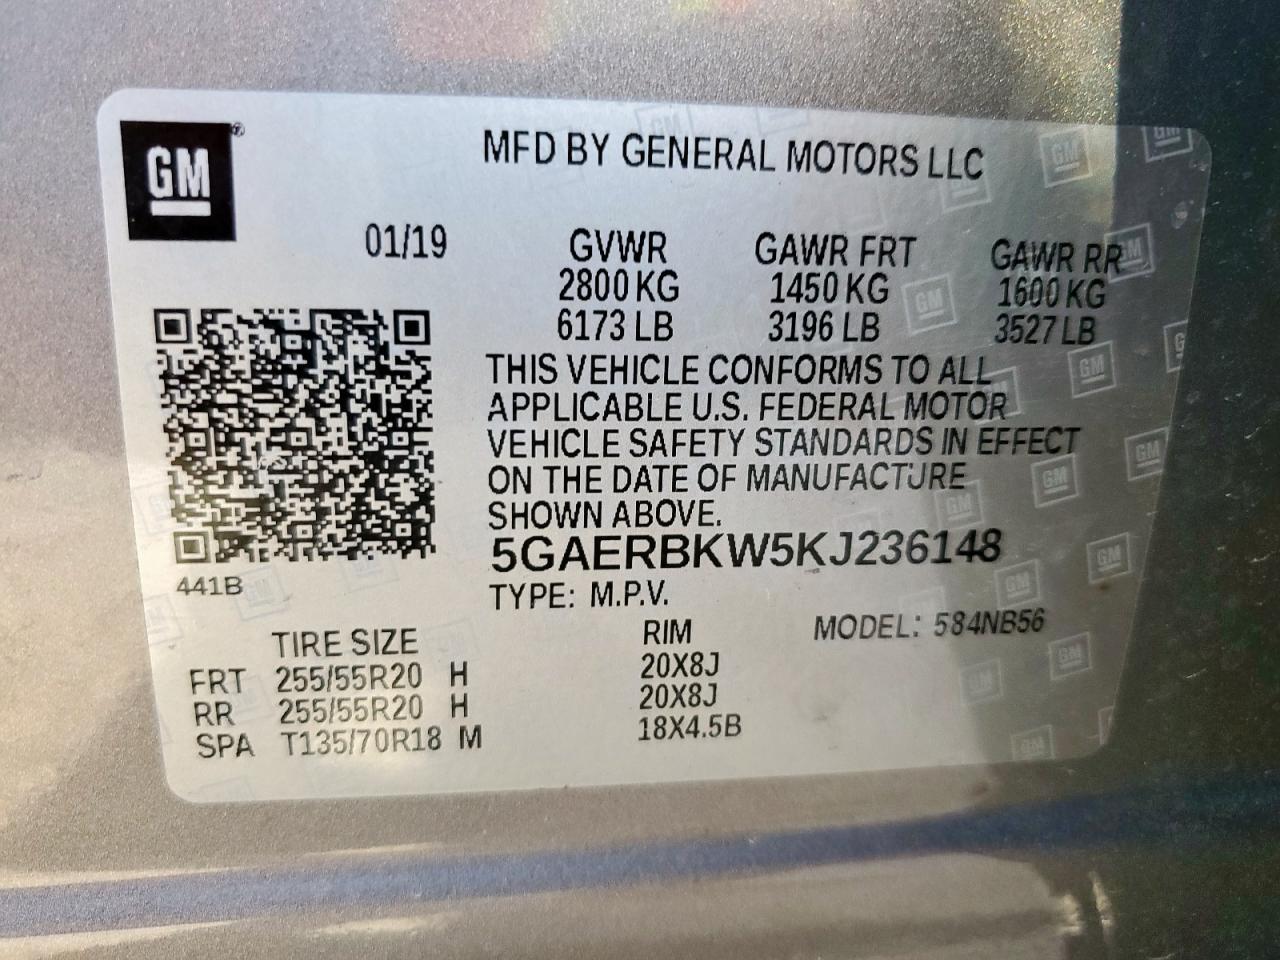 GM®
MFD BY GENERAL MOTORS LLC
01/19 GVWR GAWR FRT GAWR RR
2800 KG 1450 KG 1600 KG
6173 LB 3196 LB 3527 LB
THIS VEHICLE CONFORMS TO ALL
APPLICABLE U.S. FEDERAL MOTOR
VEHICLE SAFETY STANDARDS IN EFFECT
ON THE DATE OF MANUFACTURE
SHOWN ABOVE.
5GAERBKW5KJ236148
441B
TYPE: M.P.V.
MODEL: 584NB56
TIRE SIZE RIM
FRT 255/55R20 H 20X8J
RR 255/55R20 H 20X8J
SPA T135/70R18 M 18X4.5B